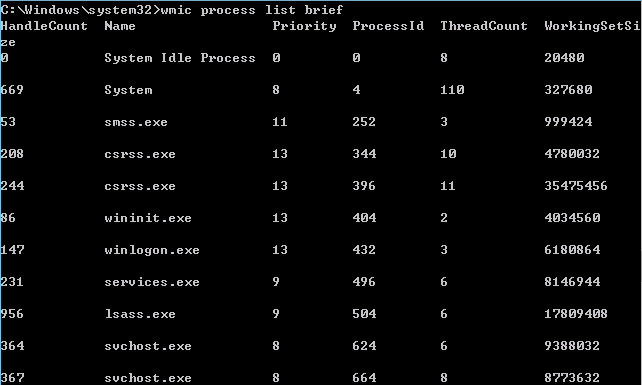 C:\Windows\system32>wmic process list brief
HandleCount  Name                 Priority  ProcessId  ThreadCount  WorkingSetSi
ze
0            System Idle Process  0         0          8            20480
669          System               8         4          110          327680
53           smss.exe             11        252        3            999424
208          csrss.exe            13        344        10           4780032
244          csrss.exe            13        396        11           35475456
86           wininit.exe          13        404        2            4034560
147          winlogon.exe         13        432        3            6180864
231          services.exe         9         496        6            8146944
956          lsass.exe            9         504        6            17809408
364          svchost.exe          8         624        6            9388032
367          svchost.exe          8         664        8            8773632